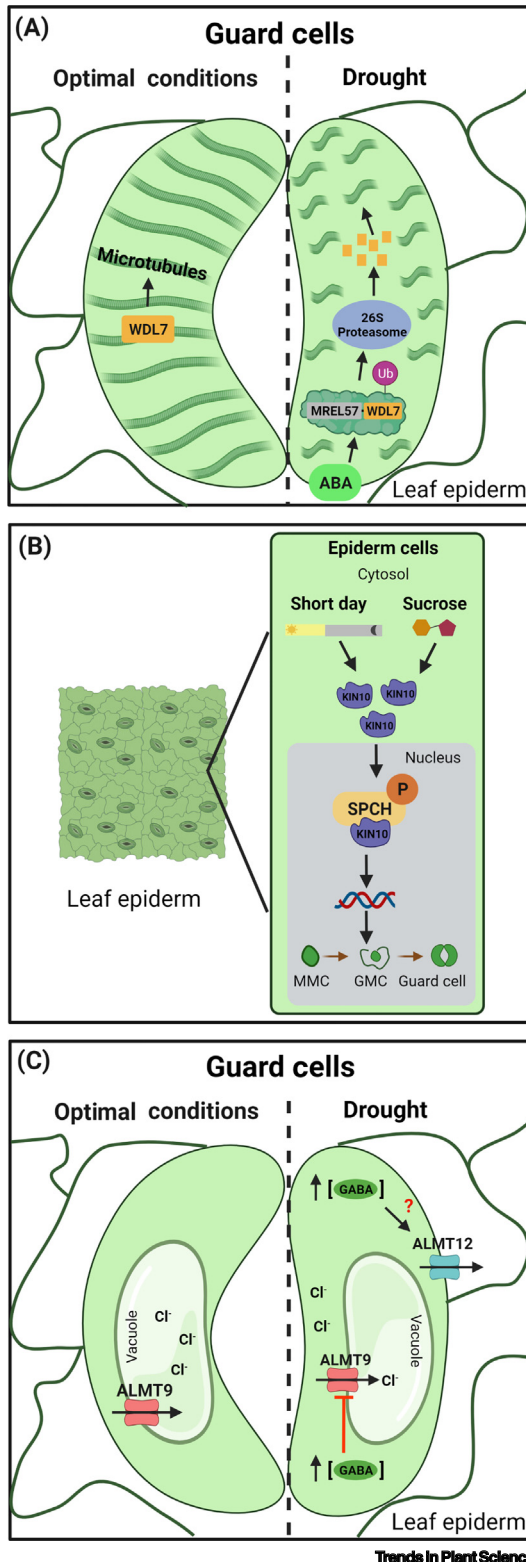 (A)
Guard cells
Optimal conditions
Drought
Microtubules
WDL7
26S
Proteasome
Ub
MREL57
WDL7
ABA
Leaf epiderm
(B)
Epiderm cells
Cytosol
Short day
Sucrose
KIN10
KIN10
KIN10
Nucleus
P
SPCH
KIN10
Leaf epiderm
MMC
GMC
Guard cell
(C)
Guard cells
Optimal conditions
Drought
[GABA]
?
ALMT12
Vacuole
Cl-
Cl-
Cl-
ALMT9
Cl-
Cl-
Vacuole
ALMT9
Cl-
[GABA]
Leaf epiderm
Trends in Plant Science